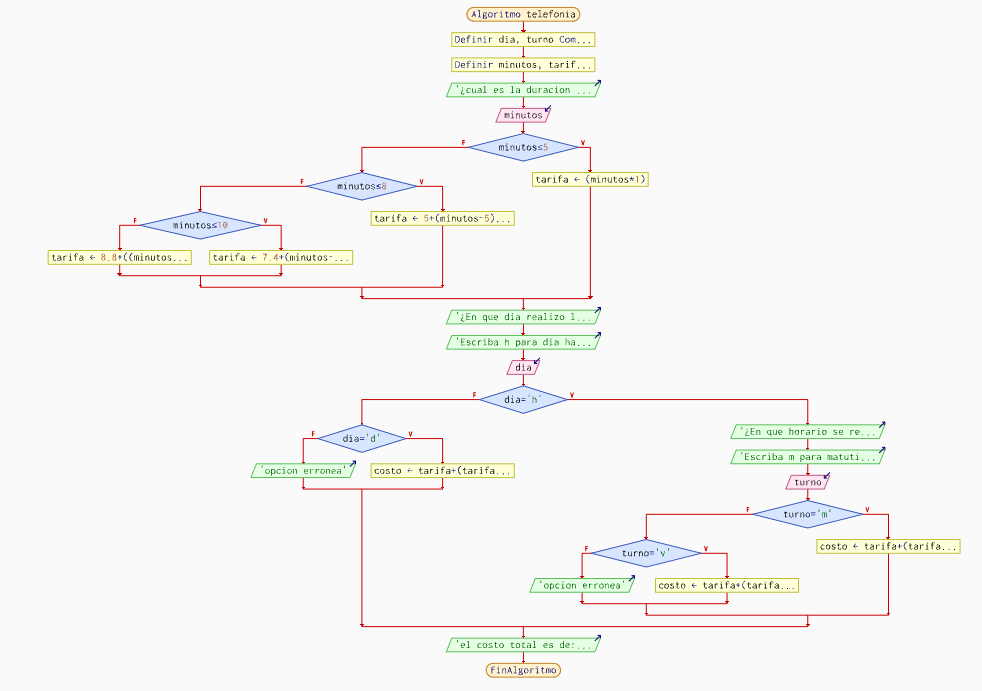 Algoritmo telefonia
Definir dia, turno Com...
Definir minutos, tarif...
'¿cual es la duracion ...
minutos
minutos≤5
F
V
tarifa ← (minutos*1)
minutos≤8
F
V
tarifa ← 5+(minutos-5)...
minutos≤10
F
V
tarifa ← 8.8+((minutos...
tarifa ← 7.4+(minutos-...
'¿En que dia realizo l...
'Escriba h para dia ha...
dia
dia='h'
F
V
'¿En que horario se re...
dia='d'
F
V
'Escriba m para matuti...
'opcion erronea'
costo ← tarifa+(tarifa...
turno
turno='m'
F
V
costo ← tarifa+(tarifa...
turno='v'
F
V
'opcion erronea'
costo ← tarifa+(tarifa...
'el costo total es de:...
FinAlgoritmo